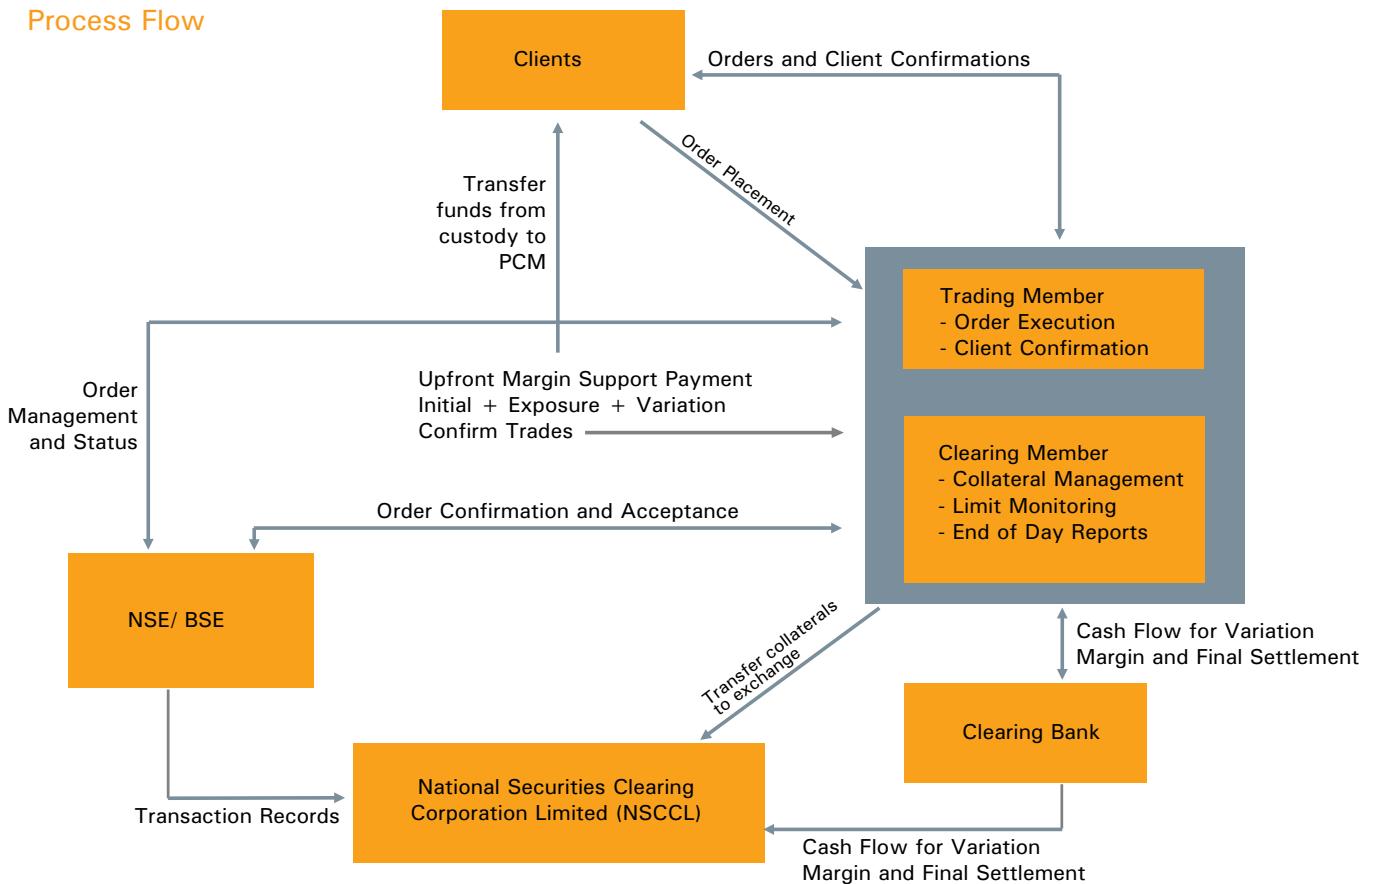 Process Flow
Clients
Orders and Client Confirmations
Order Placement
Transfer
funds from
custody to
PCM
Trading Member
- Order Execution
- Client Confirmation
Order
Management
and Status
Upfront Margin Support Payment
Initial + Exposure + Variation
Confirm Trades
Clearing Member
- Collateral Management
- Limit Monitoring
- End of Day Reports
Order Confirmation and Acceptance
NSE/ BSE
Transfer collaterals
to exchange
Cash Flow for Variation
Margin and Final Settlement
Clearing Bank
National Securities Clearing
Corporation Limited (NSCCL)
Transaction Records
Cash Flow for Variation
Margin and Final Settlement